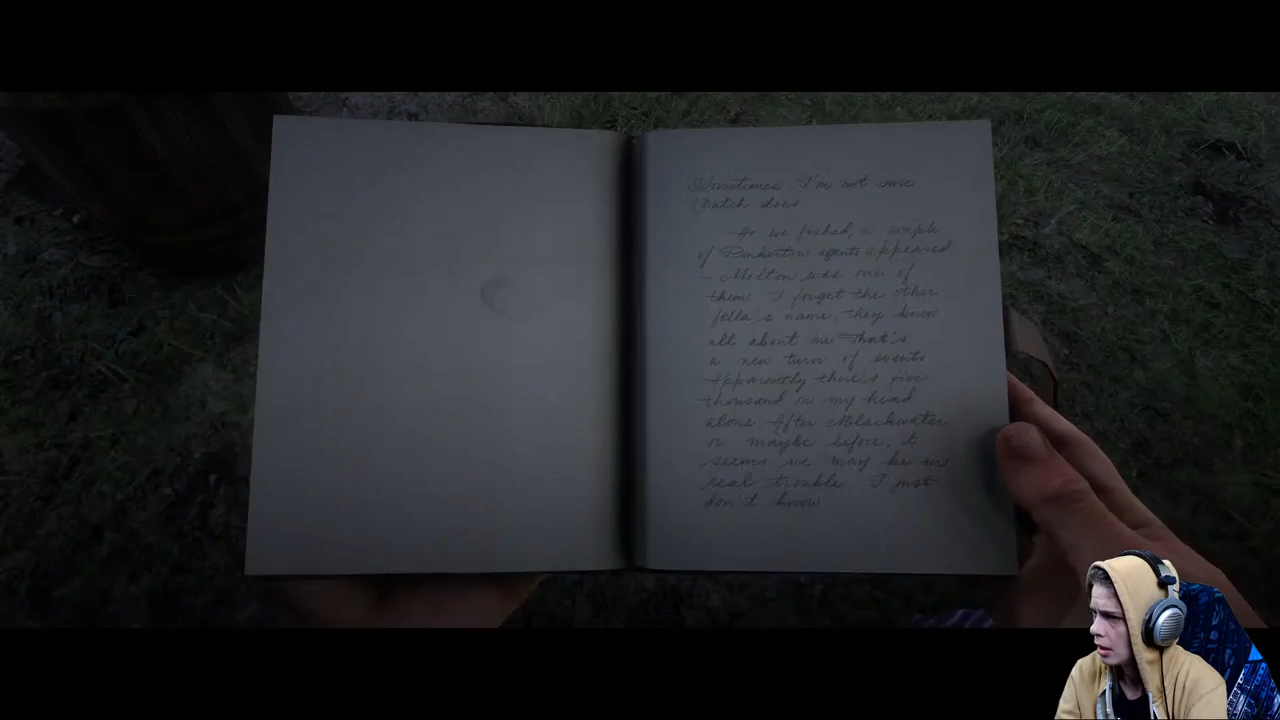 Sometimes I'm not sure
Dutch does
As we fished, a couple
of Pinkerton agents appeared
- Milton was one of
them I forget the other
fella's name. they knew
all about me That's
a new turn of events
Apparently there's five
thousand on my head
alone After Blackwater
or maybe before, it
seems we may be in
real trouble I just
don't know